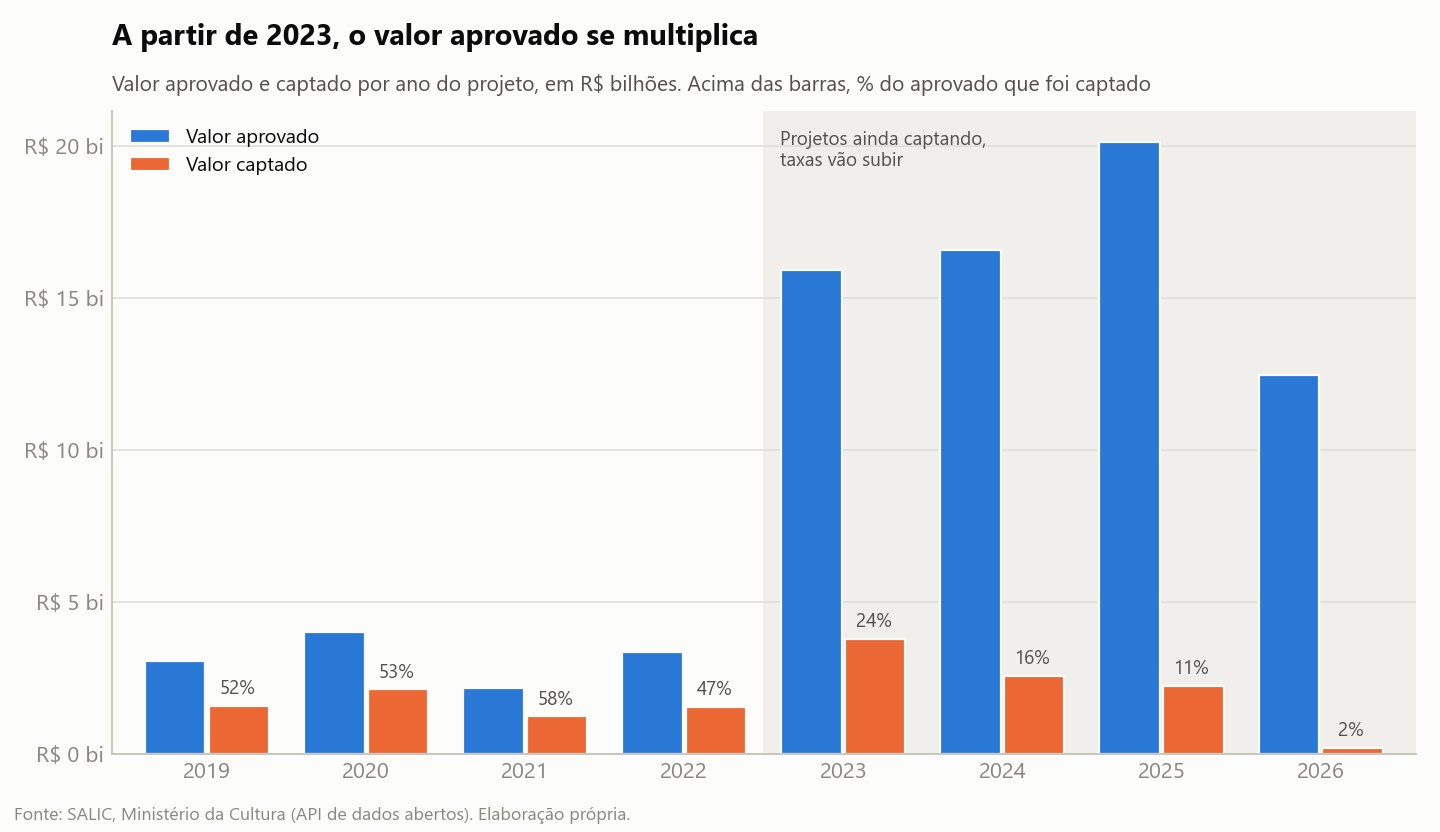 A partir de 2023, o valor aprovado se multiplica
Valor aprovado e captado por ano do projeto, em R$ bilhões. Acima das barras, % do aprovado que foi captado
Valor aprovado
Valor captado
Projetos ainda captando,
taxas vão subir
R$ 20 bi
R$ 15 bi
R$ 10 bi
R$ 5 bi
R$ 0 bi
52%
53%
58%
47%
24%
16%
11%
2%
2019
2020
2021
2022
2023
2024
2025
2026
Fonte: SALIC, Ministério da Cultura (API de dados abertos). Elaboração própria.